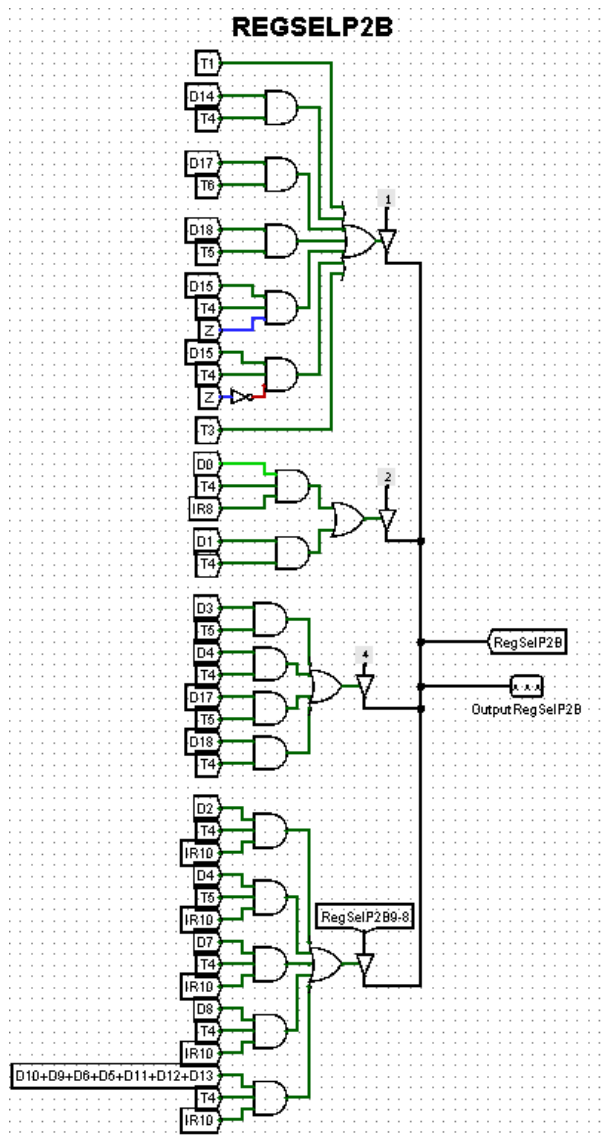 REGSELP2B
T1
D14
T4
D17
T6
D18
T5
D15
T4
Z
D15
T4
Z
T3
1
D0
T4
IR8
D1
T4
2
D3
T5
D4
T4
D17
T5
D18
T4
4
RegSelP2B
x x x
OutputRegSelP2B
D2
T4
IR10
D4
T5
IR10
D7
T4
IR10
D8
T4
IR10
D10+D9+D6+D5+D11+D12+D13
T4
IR10
RegSelP2B9-8